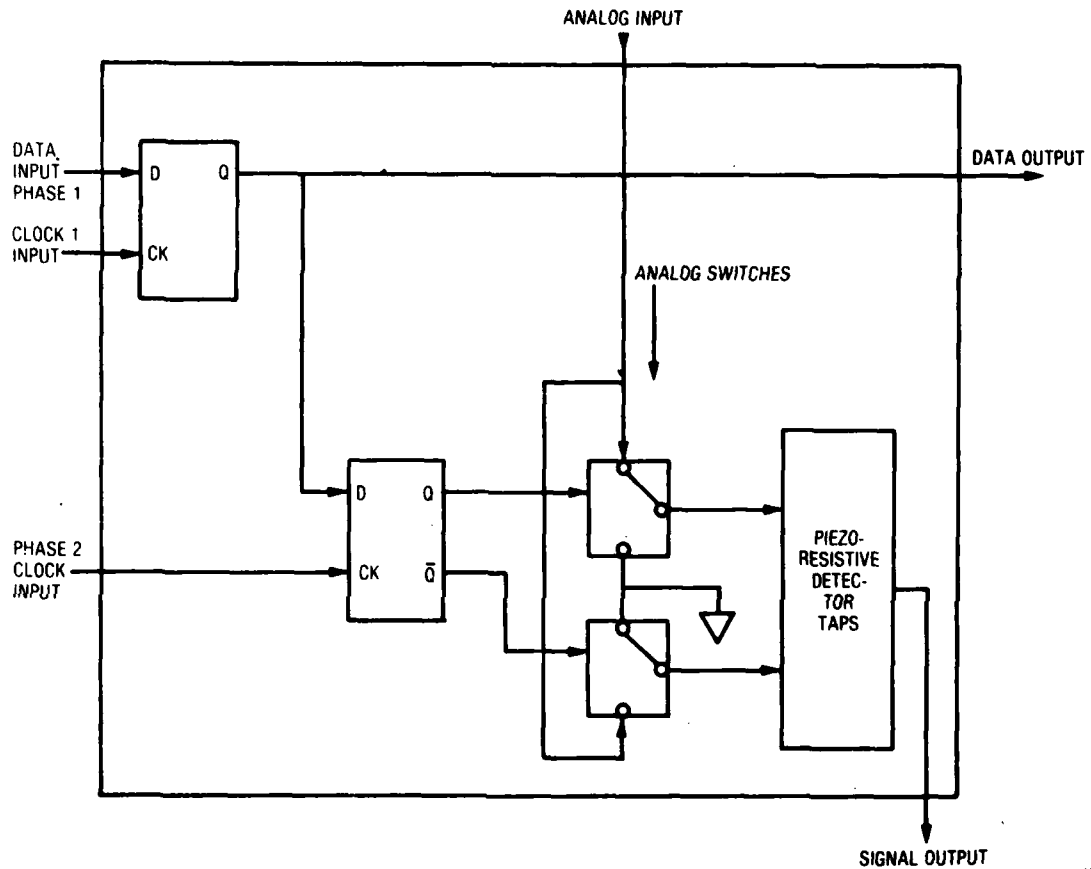 ANALOG INPUT
DATA
INPUT
PHASE 1
D Q
DATA OUTPUT
CLOCK 1
INPUT
CK
ANALOG SWITCHES
D Q
PHASE 2
CLOCK
INPUT
CK Q̅
PIEZO-
RESISTIVE
DETEC-
TOR
TAPS
SIGNAL OUTPUT